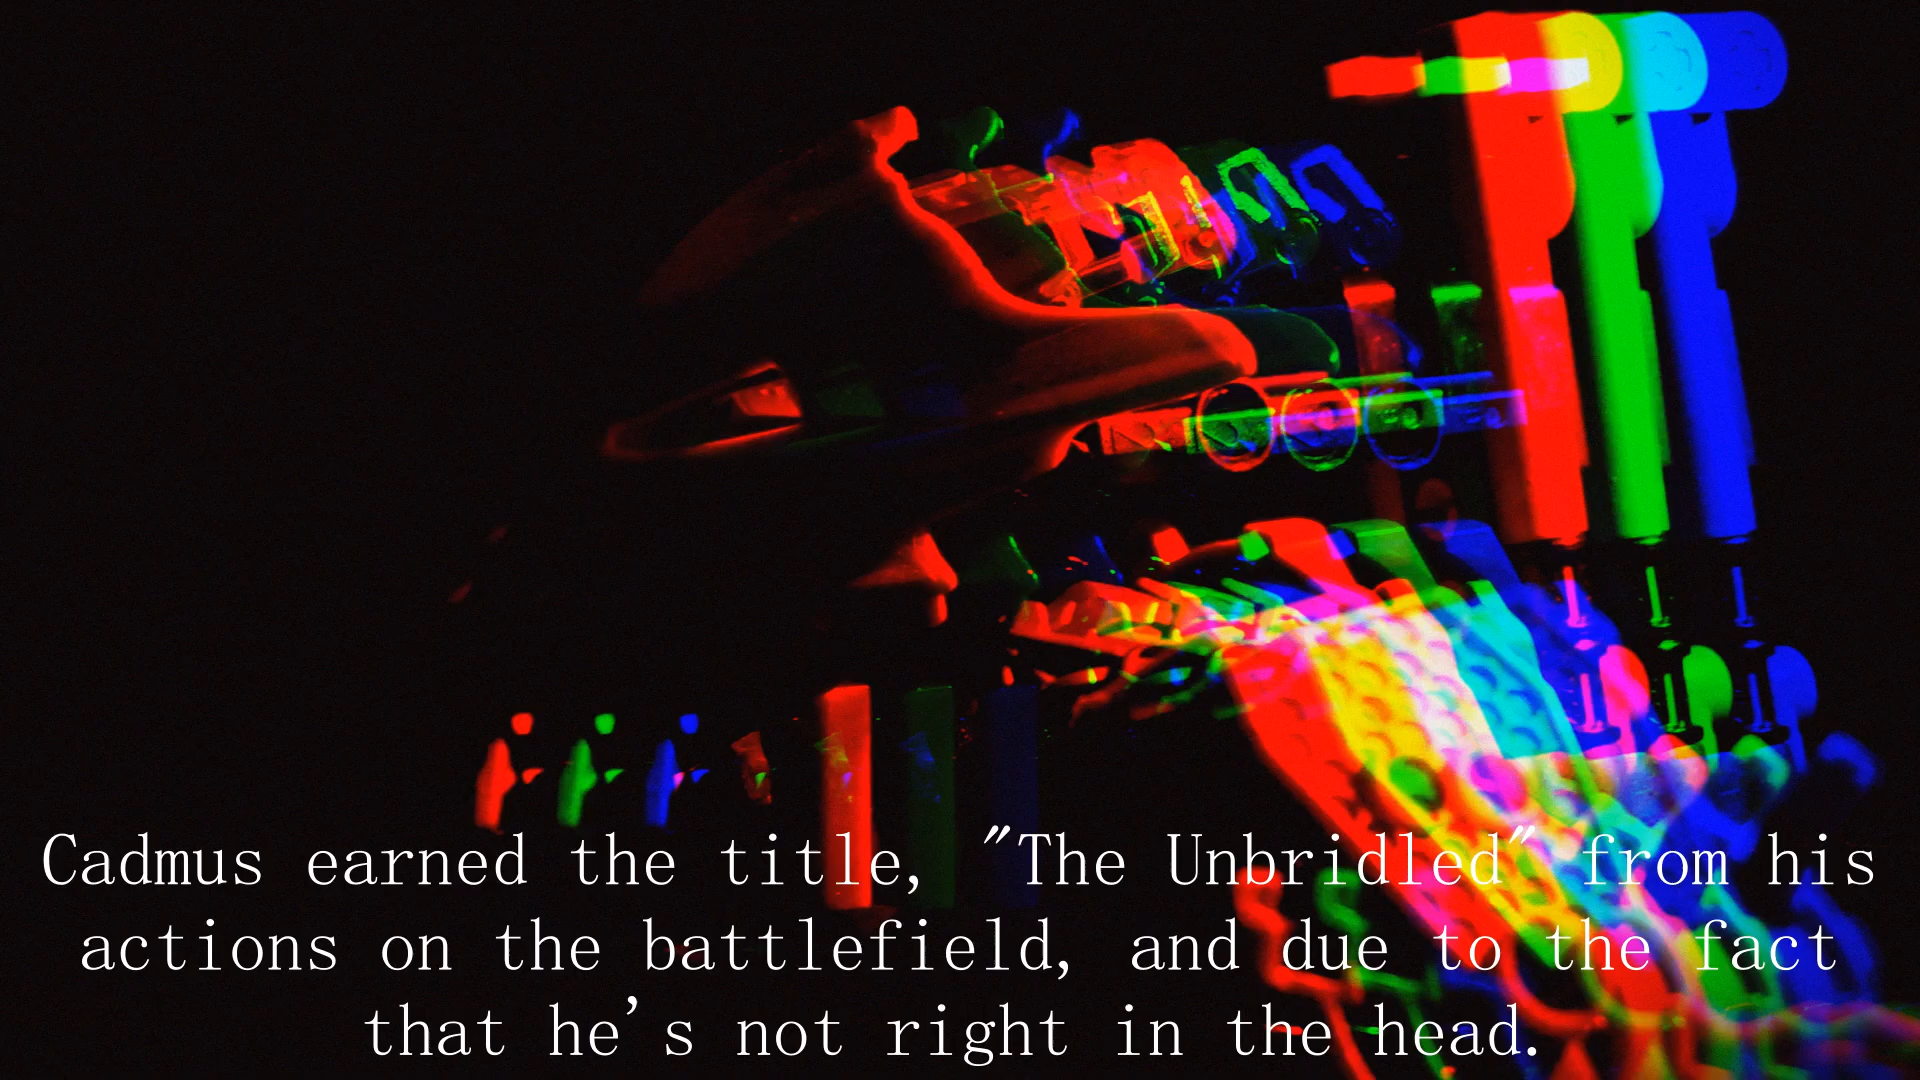 Cadmus earned the title, "The Unbridled" from his
actions on the battlefield, and due to the fact
that he's not right in the head.